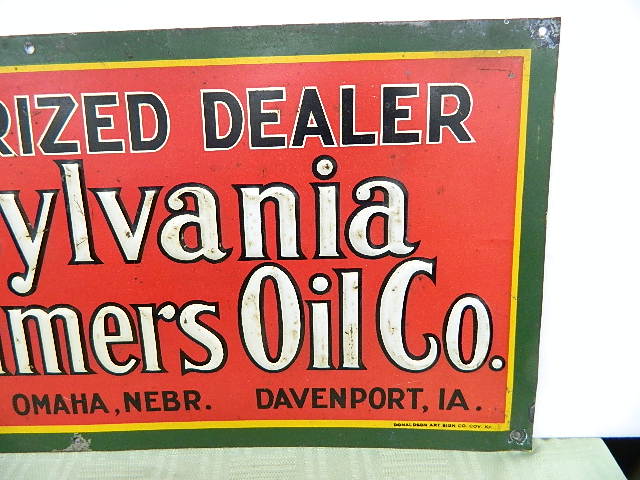 RIZED DEALER
ylvania
mers Oil Co.
OMAHA, NEBR. DAVENPORT, IA.
DONALDSON ART SIGN CO. COV. KY.